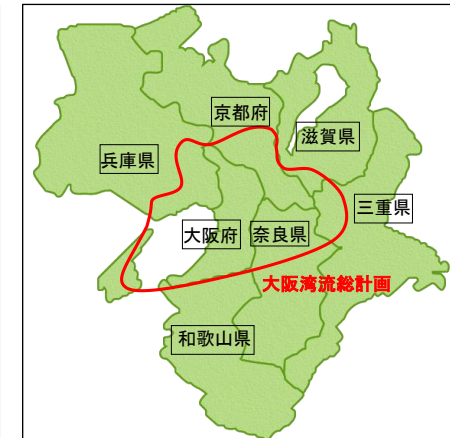 京都府
滋賀県
兵庫県
三重県
大阪府
奈良県
大阪湾流総計画
和歌山県